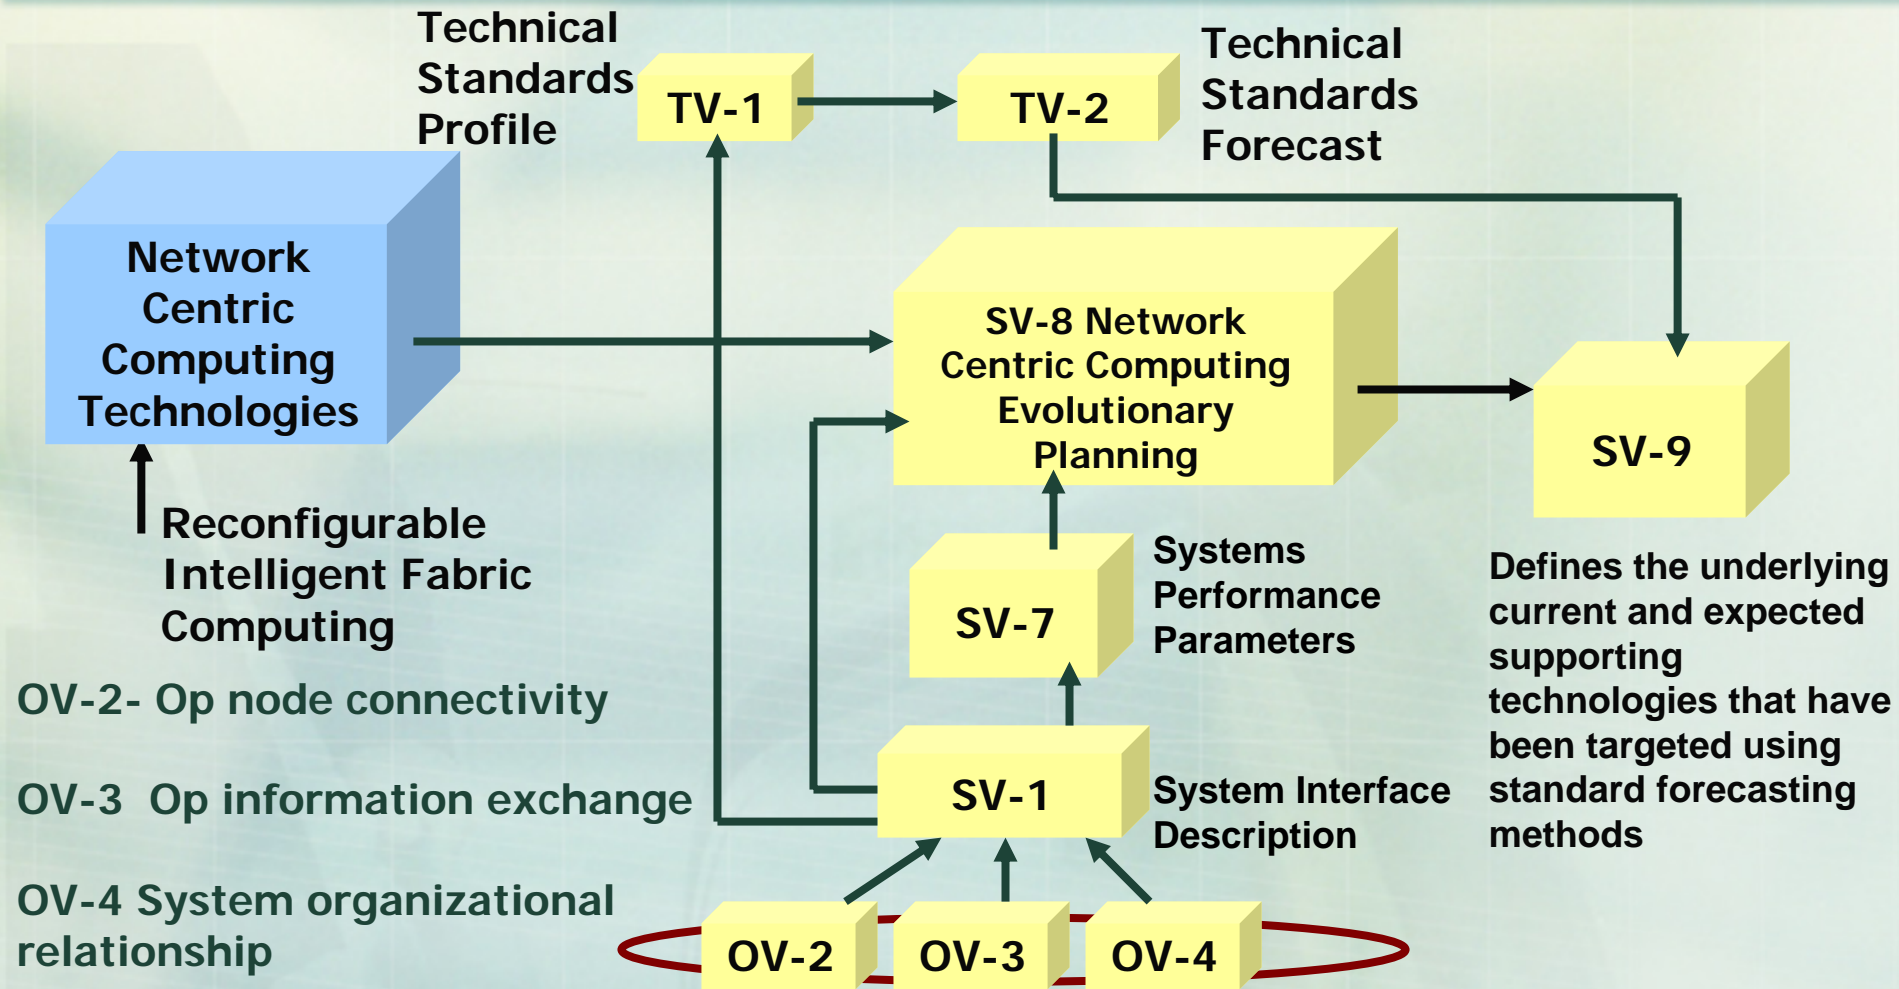 Technical
Standards
Profile
TV-1
TV-2
Technical
Standards
Forecast
Network
Centric
Computing
Technologies
SV-8 Network
Centric Computing
Evolutionary
Planning
SV-9
Reconfigurable
Intelligent Fabric
Computing
SV-7
Systems
Performance
Parameters
Defines the underlying
current and expected
supporting
technologies that have
been targeted using
standard forecasting
methods
OV-2- Op node connectivity
OV-3 Op information exchange
SV-1
System Interface
Description
OV-4 System organizational
relationship
OV-2
OV-3
OV-4